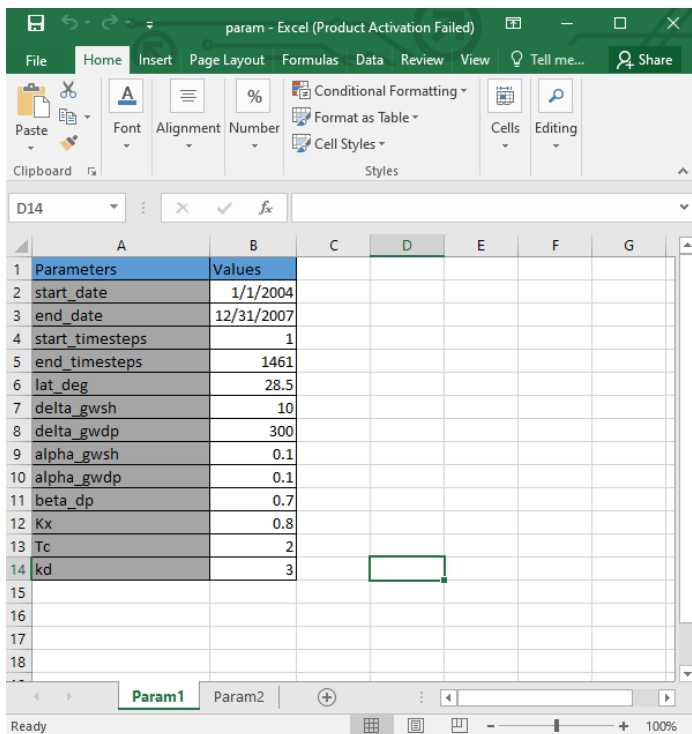 param - Excel (Product Activation Failed)
File Home Insert Page Layout Formulas Data Review View Tell me... Share
Paste Font Alignment % Number Conditional Formatting Format as Table Cell Styles Cells Editing
Clipboard Styles
D14 fx
A B C D E F G
1 Parameters Values
2 start_date 1/1/2004
3 end_date 12/31/2007
4 start_timesteps 1
5 end_timesteps 1461
6 lat_deg 28.5
7 delta_gwsh 10
8 delta_gwdp 300
9 alpha_gwsh 0.1
10 alpha_gwdp 0.1
11 beta_dp 0.7
12 Kx 0.8
13 Tc 2
14 kd 3
15
16
17
18
Param1 Param2
Ready 100%